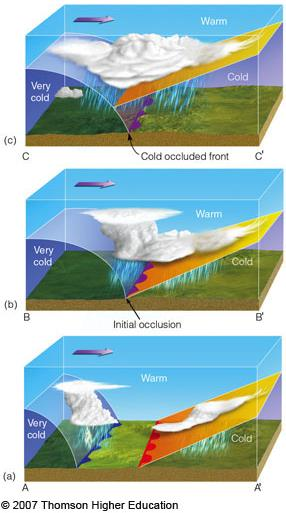 Warm
Very
cold
Cold
(c)
C
C'
Cold occluded front
Warm
Very
cold
Cold
(b)
B
B'
Initial occlusion
Warm
Very cold
Cold
(a)
A
A'
© 2007 Thomson Higher Education